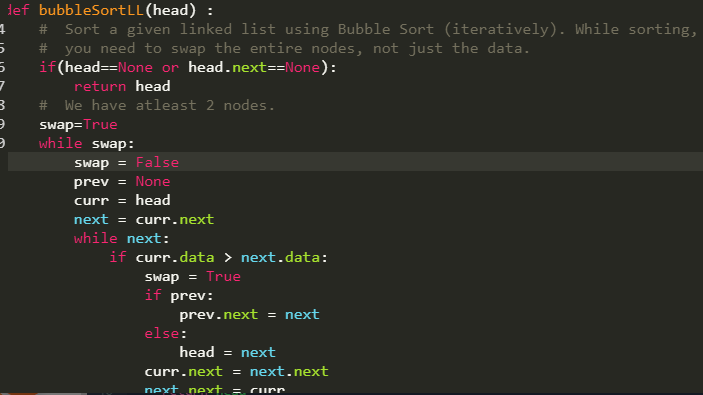 def bubbleSortLL(head) :
4 # Sort a given linked list using Bubble Sort (iteratively). While sorting,
5 # you need to swap the entire nodes, not just the data.
6 if(head==None or head.next==None):
7 return head
8 # We have atleast 2 nodes.
9 swap=True
0 while swap:
swap = False
prev = None
curr = head
next = curr.next
while next:
if curr.data > next.data:
swap = True
if prev:
prev.next = next
else:
head = next
curr.next = next.next
next.next = curr